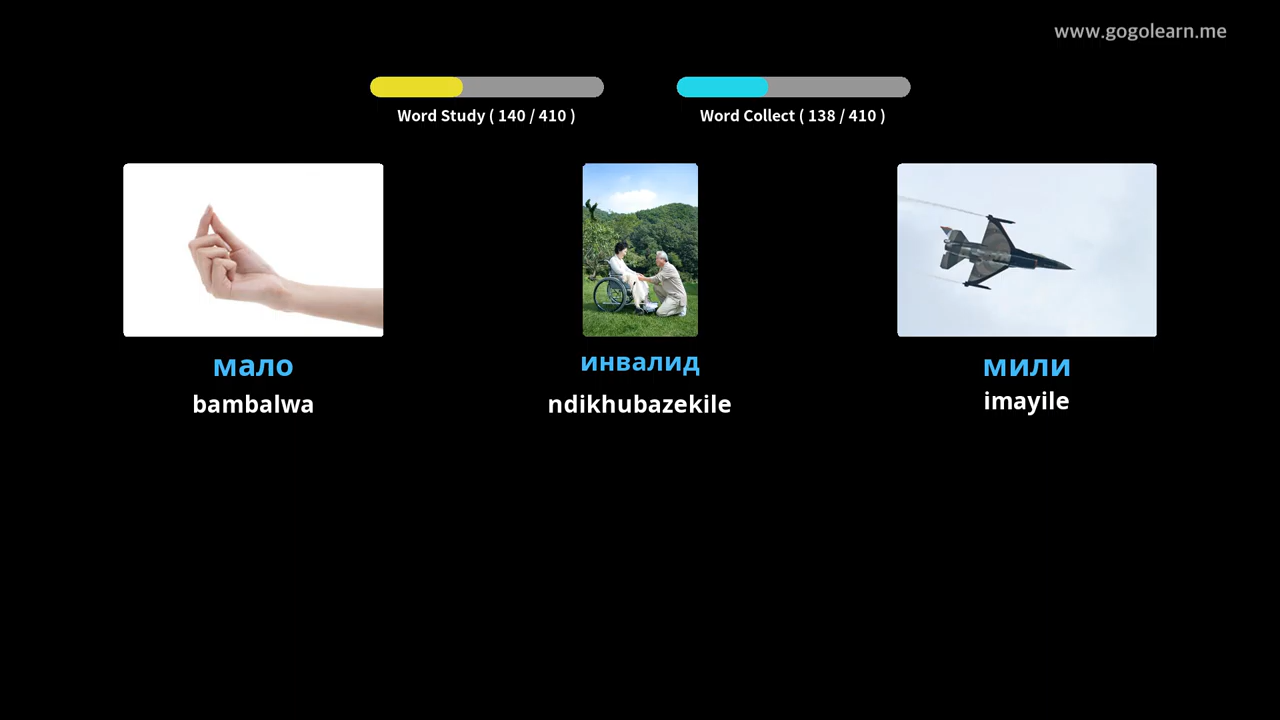 www.gogolearn.me
Word Study ( 140 / 410 )
Word Collect ( 138 / 410 )
мало
инвалид
мили
bambalwa
ndikhubazekile
imayile